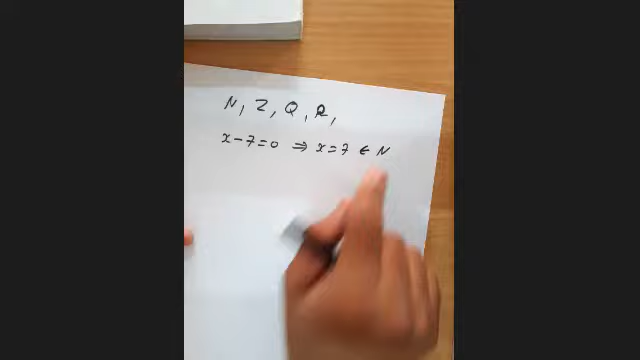 N, Z, Q, R,
x - 7 = 0 ⇒ x = 7 ∈ N